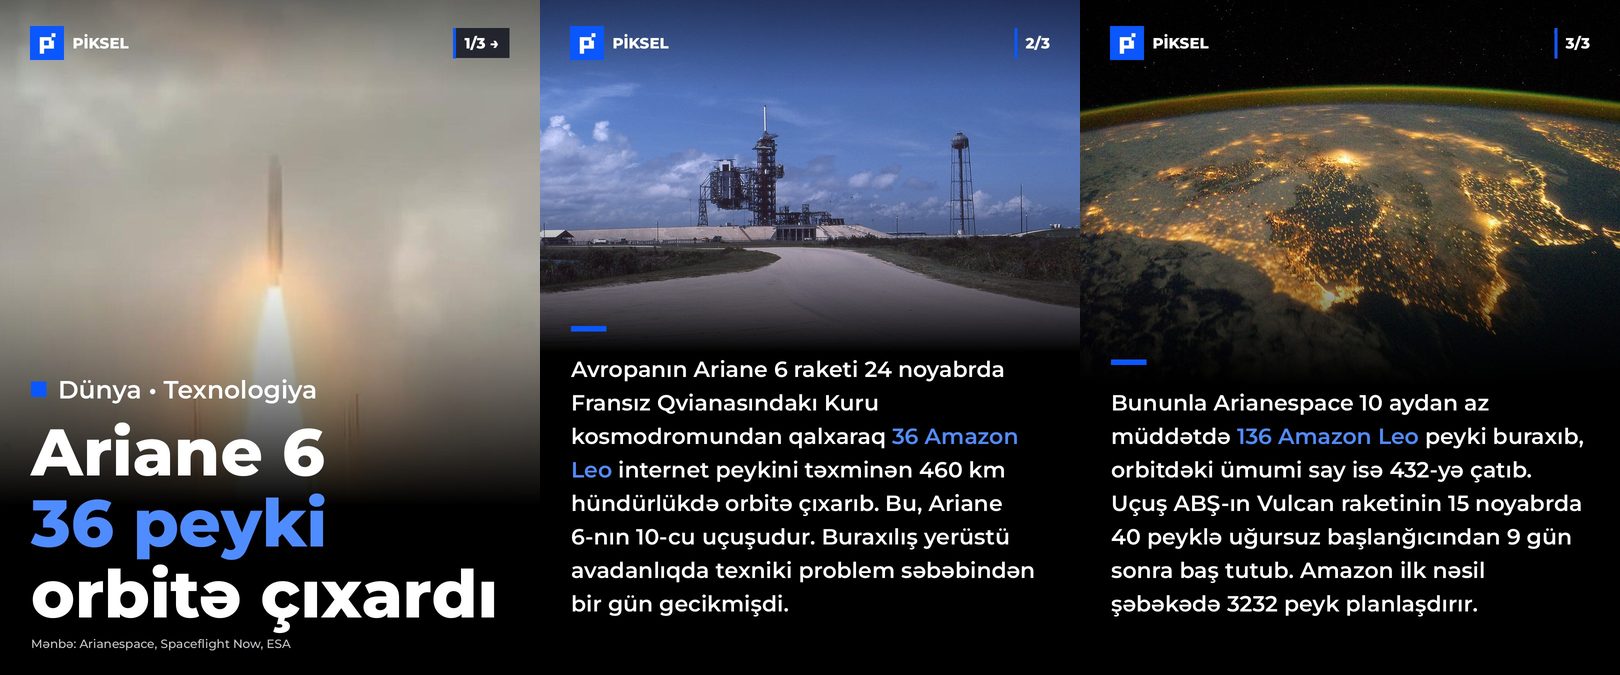 PİKSEL
1/3 →
Dünya • Texnologiya
Ariane 6
36 peyki
orbitə çıxardı
Mənbə: Arianespace, Spaceflight Now, ESA
PİKSEL
2/3
Avropanın Ariane 6 raketi 24 noyabrda
Fransız Qvianasındakı Kuru
kosmodromundan qalxaraq 36 Amazon
Leo internet peykini təxminən 460 km
hündürlükdə orbitə çıxarıb. Bu, Ariane
6-nın 10-cu uçuşudur. Buraxılış yerüstü
avadanlıqda texniki problem səbəbindən
bir gün gecikmişdi.
PİKSEL
3/3
Bununla Arianespace 10 aydan az
müddətdə 136 Amazon Leo peyki buraxıb,
orbitdəki ümumi say isə 432-yə çatıb.
Uçuş ABŞ-ın Vulcan raketinin 15 noyabrda
40 peyklə uğursuz başlanğıcından 9 gün
sonra baş tutub. Amazon ilk nəsil
şəbəkədə 3232 peyk planlaşdırır.